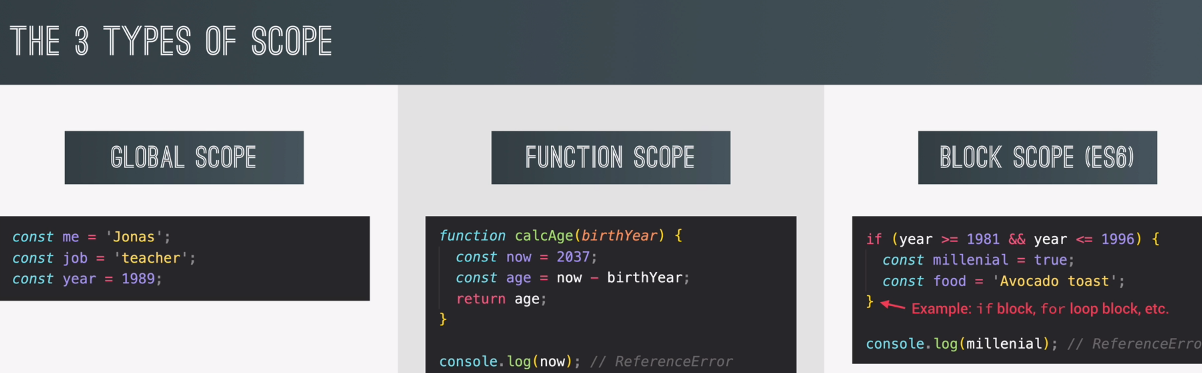 THE 3 TYPES OF SCOPE
GLOBAL SCOPE
const me = 'Jonas';
const job = 'teacher';
const year = 1989;
FUNCTION SCOPE
function calcAge(birthYear) {
const now = 2037;
const age = now − birthYear;
return age;
}
console.log(now); // ReferenceError
BLOCK SCOPE (ES6)
if (year >= 1981 && year <= 1996) {
const millenial = true;
const food = 'Avocado toast';
}
Example: if block, for loop block, etc.
console.log(millenial); // ReferenceErro